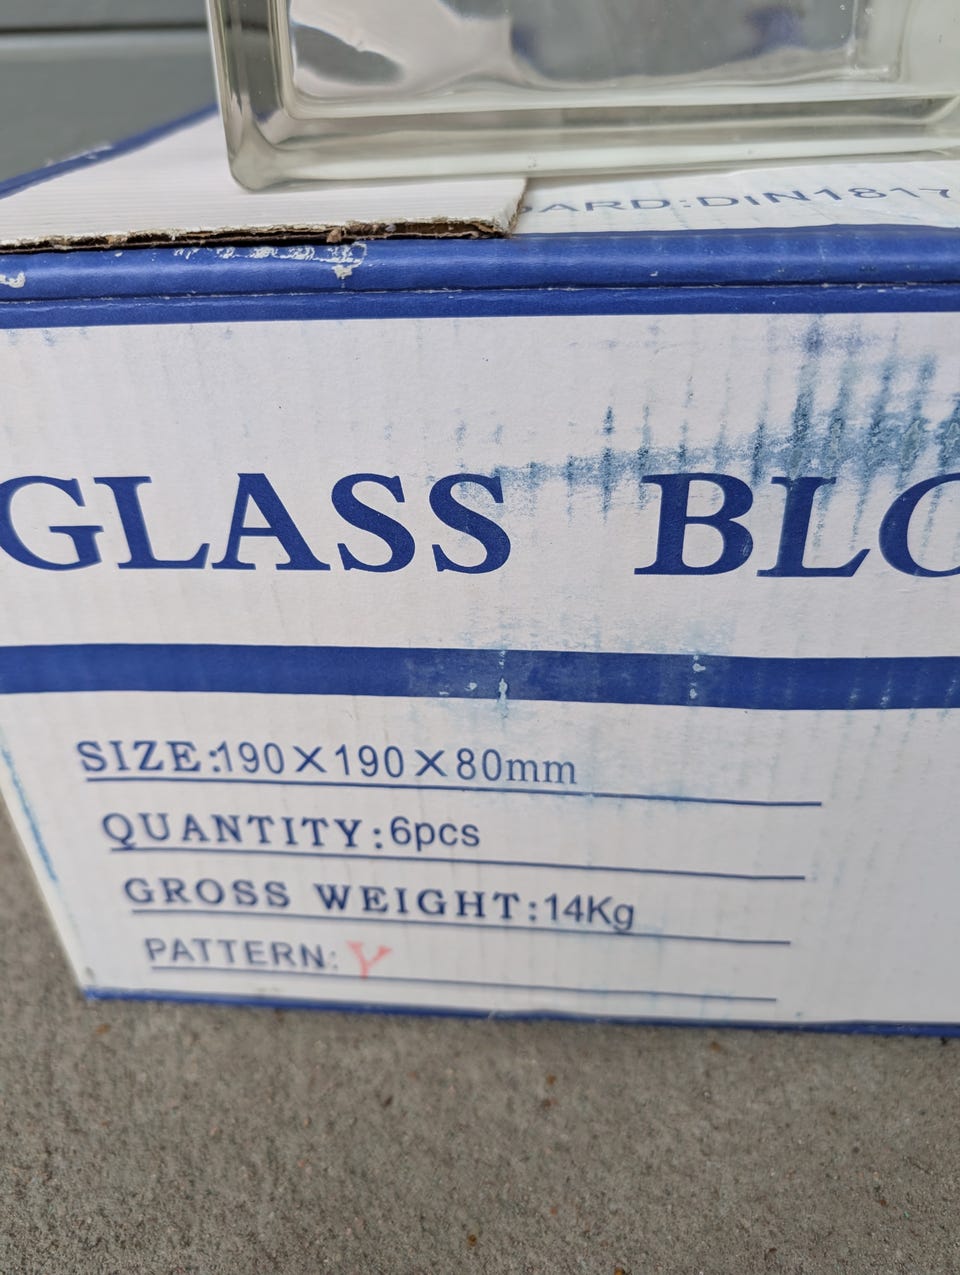 ARD:DIN1817
GLASS BLO
SIZE:190×190×80mm
QUANTITY:6pcs
GROSS WEIGHT:14Kg
PATTERN: Y